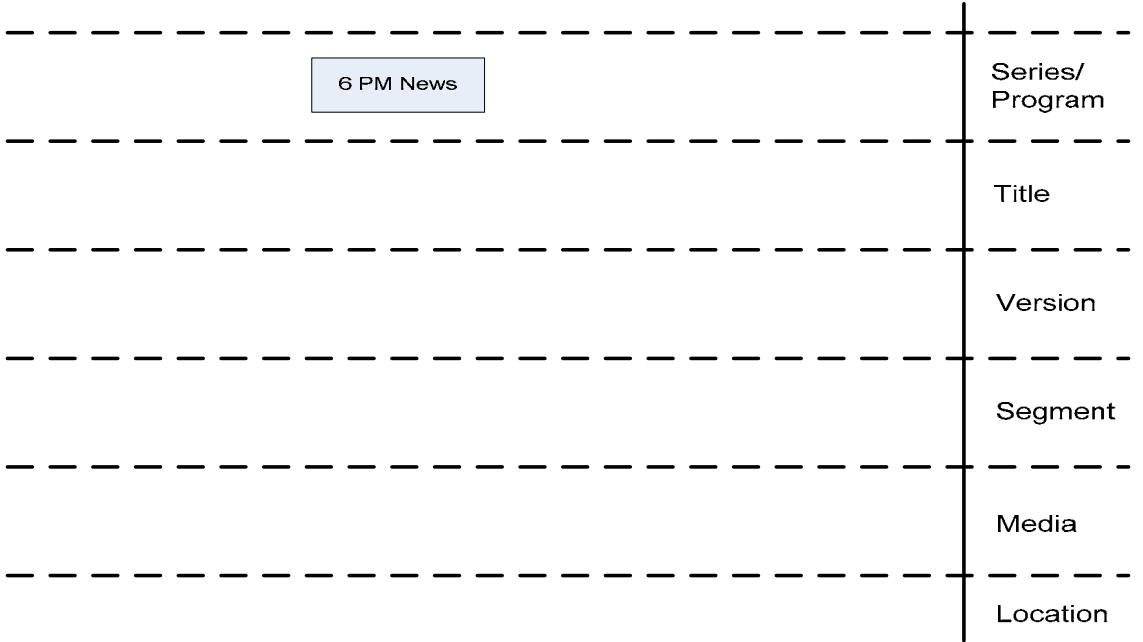 6 PM News
Series/
Program
Title
Version
Segment
Media
Location